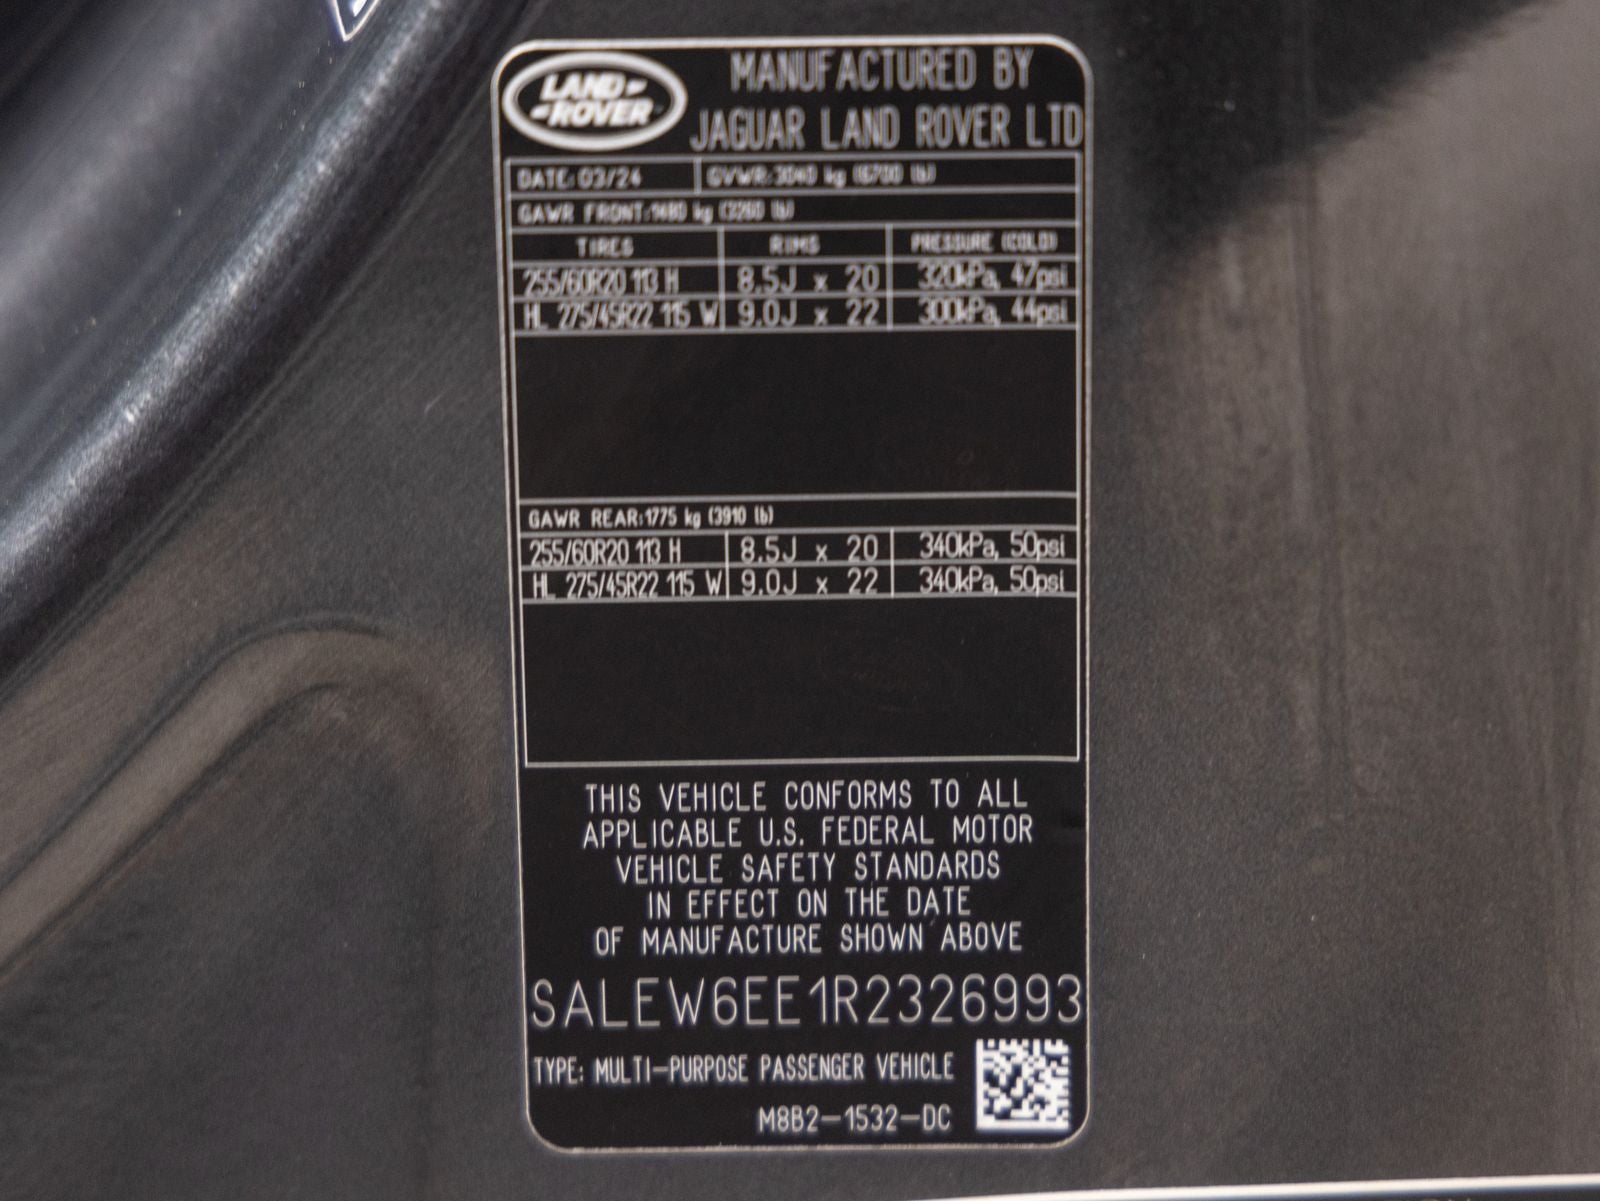 LAND ROVER
MANUFACTURED BY
JAGUAR LAND ROVER LTD
DATE:03/24 GVWR:3040 kg (6700 lb)
GAWR FRONT:1480 kg (3260 lb)
TIRES RIMS PRESSURE (COLD)
255/60R20 113 H 8.5J x 20 320kPa, 47psi
HL 275/45R22 115 W 9.0J x 22 300kPa, 44psi
GAWR REAR:1775 kg (3910 lb)
255/60R20 113 H 8.5J x 20 340kPa, 50psi
HL 275/45R22 115 W 9.0J x 22 340kPa, 50psi
THIS VEHICLE CONFORMS TO ALL
APPLICABLE U.S. FEDERAL MOTOR
VEHICLE SAFETY STANDARDS
IN EFFECT ON THE DATE
OF MANUFACTURE SHOWN ABOVE
SALEW6EE1R2326993
TYPE: MULTI-PURPOSE PASSENGER VEHICLE
M8B2-1532-DC